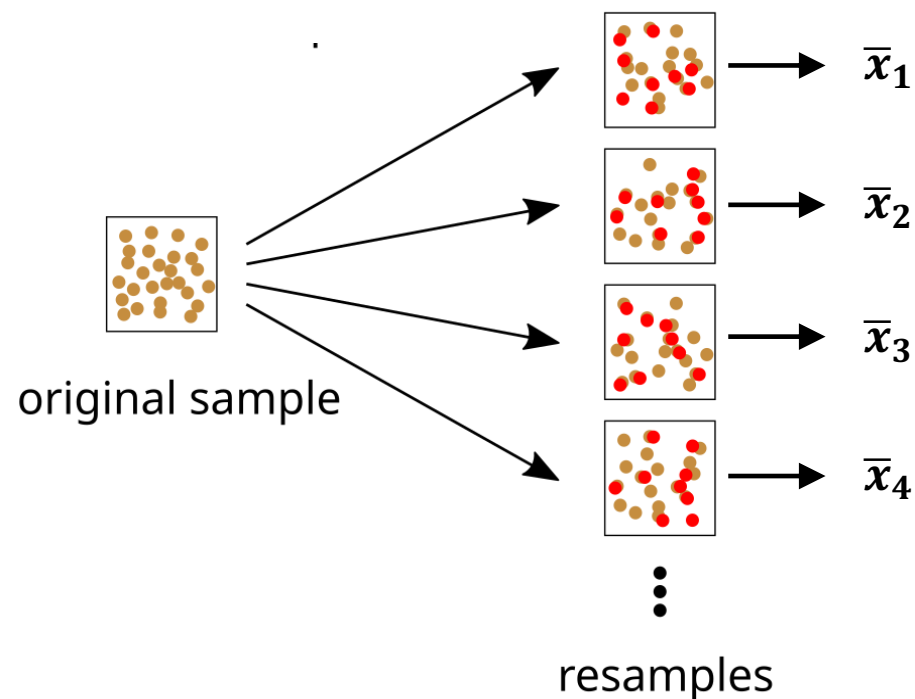 x̄₁
x̄₂
x̄₃
original sample
x̄₄
resamples